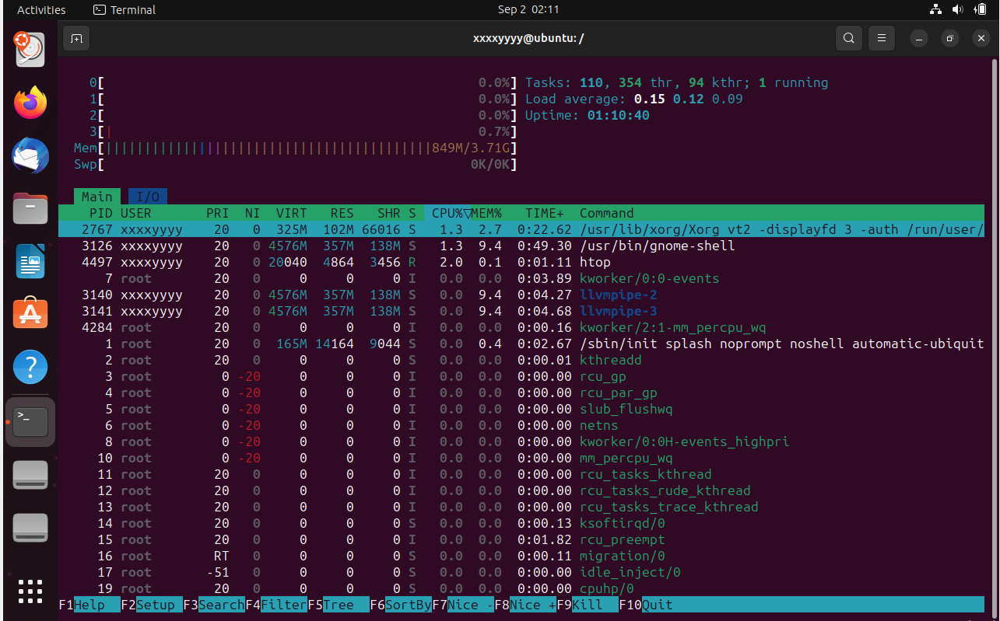 Activities Terminal Sep 2 02:11
xxxxyyyy@ubuntu: /
0[ 0.0%] Tasks: 110, 354 thr, 94 kthr; 1 running
1[ 0.0%] Load average: 0.15 0.12 0.09
2[ 0.0%] Uptime: 01:10:40
3[| 0.7%]
Mem[||||||||||||||||||||||||||||||||||||||||||849M/3.71G]
Swp[ 0K/0K]
Main I/O
PID USER PRI NI VIRT RES SHR S CPU%▽MEM% TIME+ Command
2767 xxxxyyyy 20 0 325M 102M 66016 S 1.3 2.7 0:22.62 /usr/lib/xorg/Xorg vt2 -displayfd 3 -auth /run/user/
3126 xxxxyyyy 20 0 4576M 357M 138M S 1.3 9.4 0:49.30 /usr/bin/gnome-shell
4497 xxxxyyyy 20 0 20040 4864 3456 R 2.0 0.1 0:01.11 htop
7 root 20 0 0 0 0 I 0.0 0.0 0:03.89 kworker/0:0-events
3140 xxxxyyyy 20 0 4576M 357M 138M S 0.0 9.4 0:04.27 llvmpipe-2
3141 xxxxyyyy 20 0 4576M 357M 138M S 0.0 9.4 0:04.68 llvmpipe-3
4284 root 20 0 0 0 0 I 0.0 0.0 0:00.16 kworker/2:1-mm_percpu_wq
1 root 20 0 165M 14164 9044 S 0.0 0.4 0:02.67 /sbin/init splash noprompt noshell automatic-ubiquit
2 root 20 0 0 0 0 S 0.0 0.0 0:00.01 kthreadd
3 root 0 -20 0 0 0 I 0.0 0.0 0:00.00 rcu_gp
4 root 0 -20 0 0 0 I 0.0 0.0 0:00.00 rcu_par_gp
5 root 0 -20 0 0 0 I 0.0 0.0 0:00.00 slub_flushwq
6 root 0 -20 0 0 0 I 0.0 0.0 0:00.00 netns
8 root 0 -20 0 0 0 I 0.0 0.0 0:00.00 kworker/0:0H-events_highpri
10 root 0 -20 0 0 0 I 0.0 0.0 0:00.00 mm_percpu_wq
11 root 20 0 0 0 0 I 0.0 0.0 0:00.00 rcu_tasks_kthread
12 root 20 0 0 0 0 I 0.0 0.0 0:00.00 rcu_tasks_rude_kthread
13 root 20 0 0 0 0 I 0.0 0.0 0:00.00 rcu_tasks_trace_kthread
14 root 20 0 0 0 0 S 0.0 0.0 0:00.13 ksoftirqd/0
15 root 20 0 0 0 0 I 0.0 0.0 0:01.82 rcu_preempt
16 root RT 0 0 0 0 S 0.0 0.0 0:00.11 migration/0
17 root -51 0 0 0 0 S 0.0 0.0 0:00.00 idle_inject/0
19 root 20 0 0 0 0 S 0.0 0.0 0:00.00 cpuhp/0
F1Help F2Setup F3SearchF4FilterF5Tree F6SortByF7Nice -F8Nice +F9Kill F10Quit